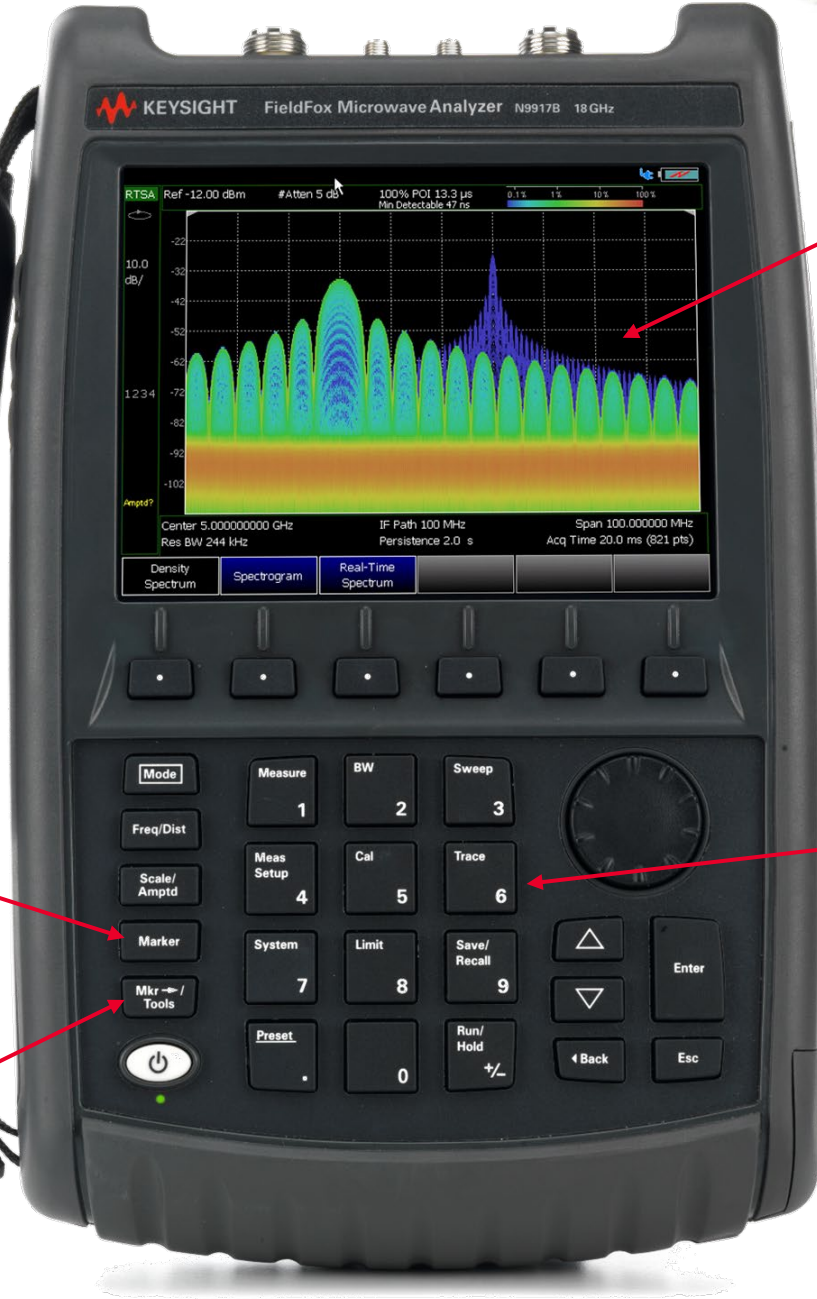 KEYSIGHT FieldFox Microwave Analyzer N9917B 18 GHz
RTSA Ref -12.00 dBm #Atten 5 dB 100% POI 13.3 µs 0.1% 1% 10% 100%
Min Detectable 47 ns
-22
10.0
dB/
-32
-42
-52
-62
1 2 3 4
-72
-82
-92
-102
Amptd?
Center 5.000000000 GHz IF Path 100 MHz Span 100.000000 MHz
Res BW 244 kHz Persistence 2.0 s Acq Time 20.0 ms (821 pts)
Density
Spectrum
Spectrogram
Real-Time
Spectrum
Mode
Measure
1
BW
2
Sweep
3
Freq/Dist
Scale/
Amptd
Meas
Setup
4
Cal
5
Trace
6
Marker
System
7
Limit
8
Save/
Recall
9
Enter
Mkr→/
Tools
Preset
.
0
Run/
Hold
+/−
Back
Esc